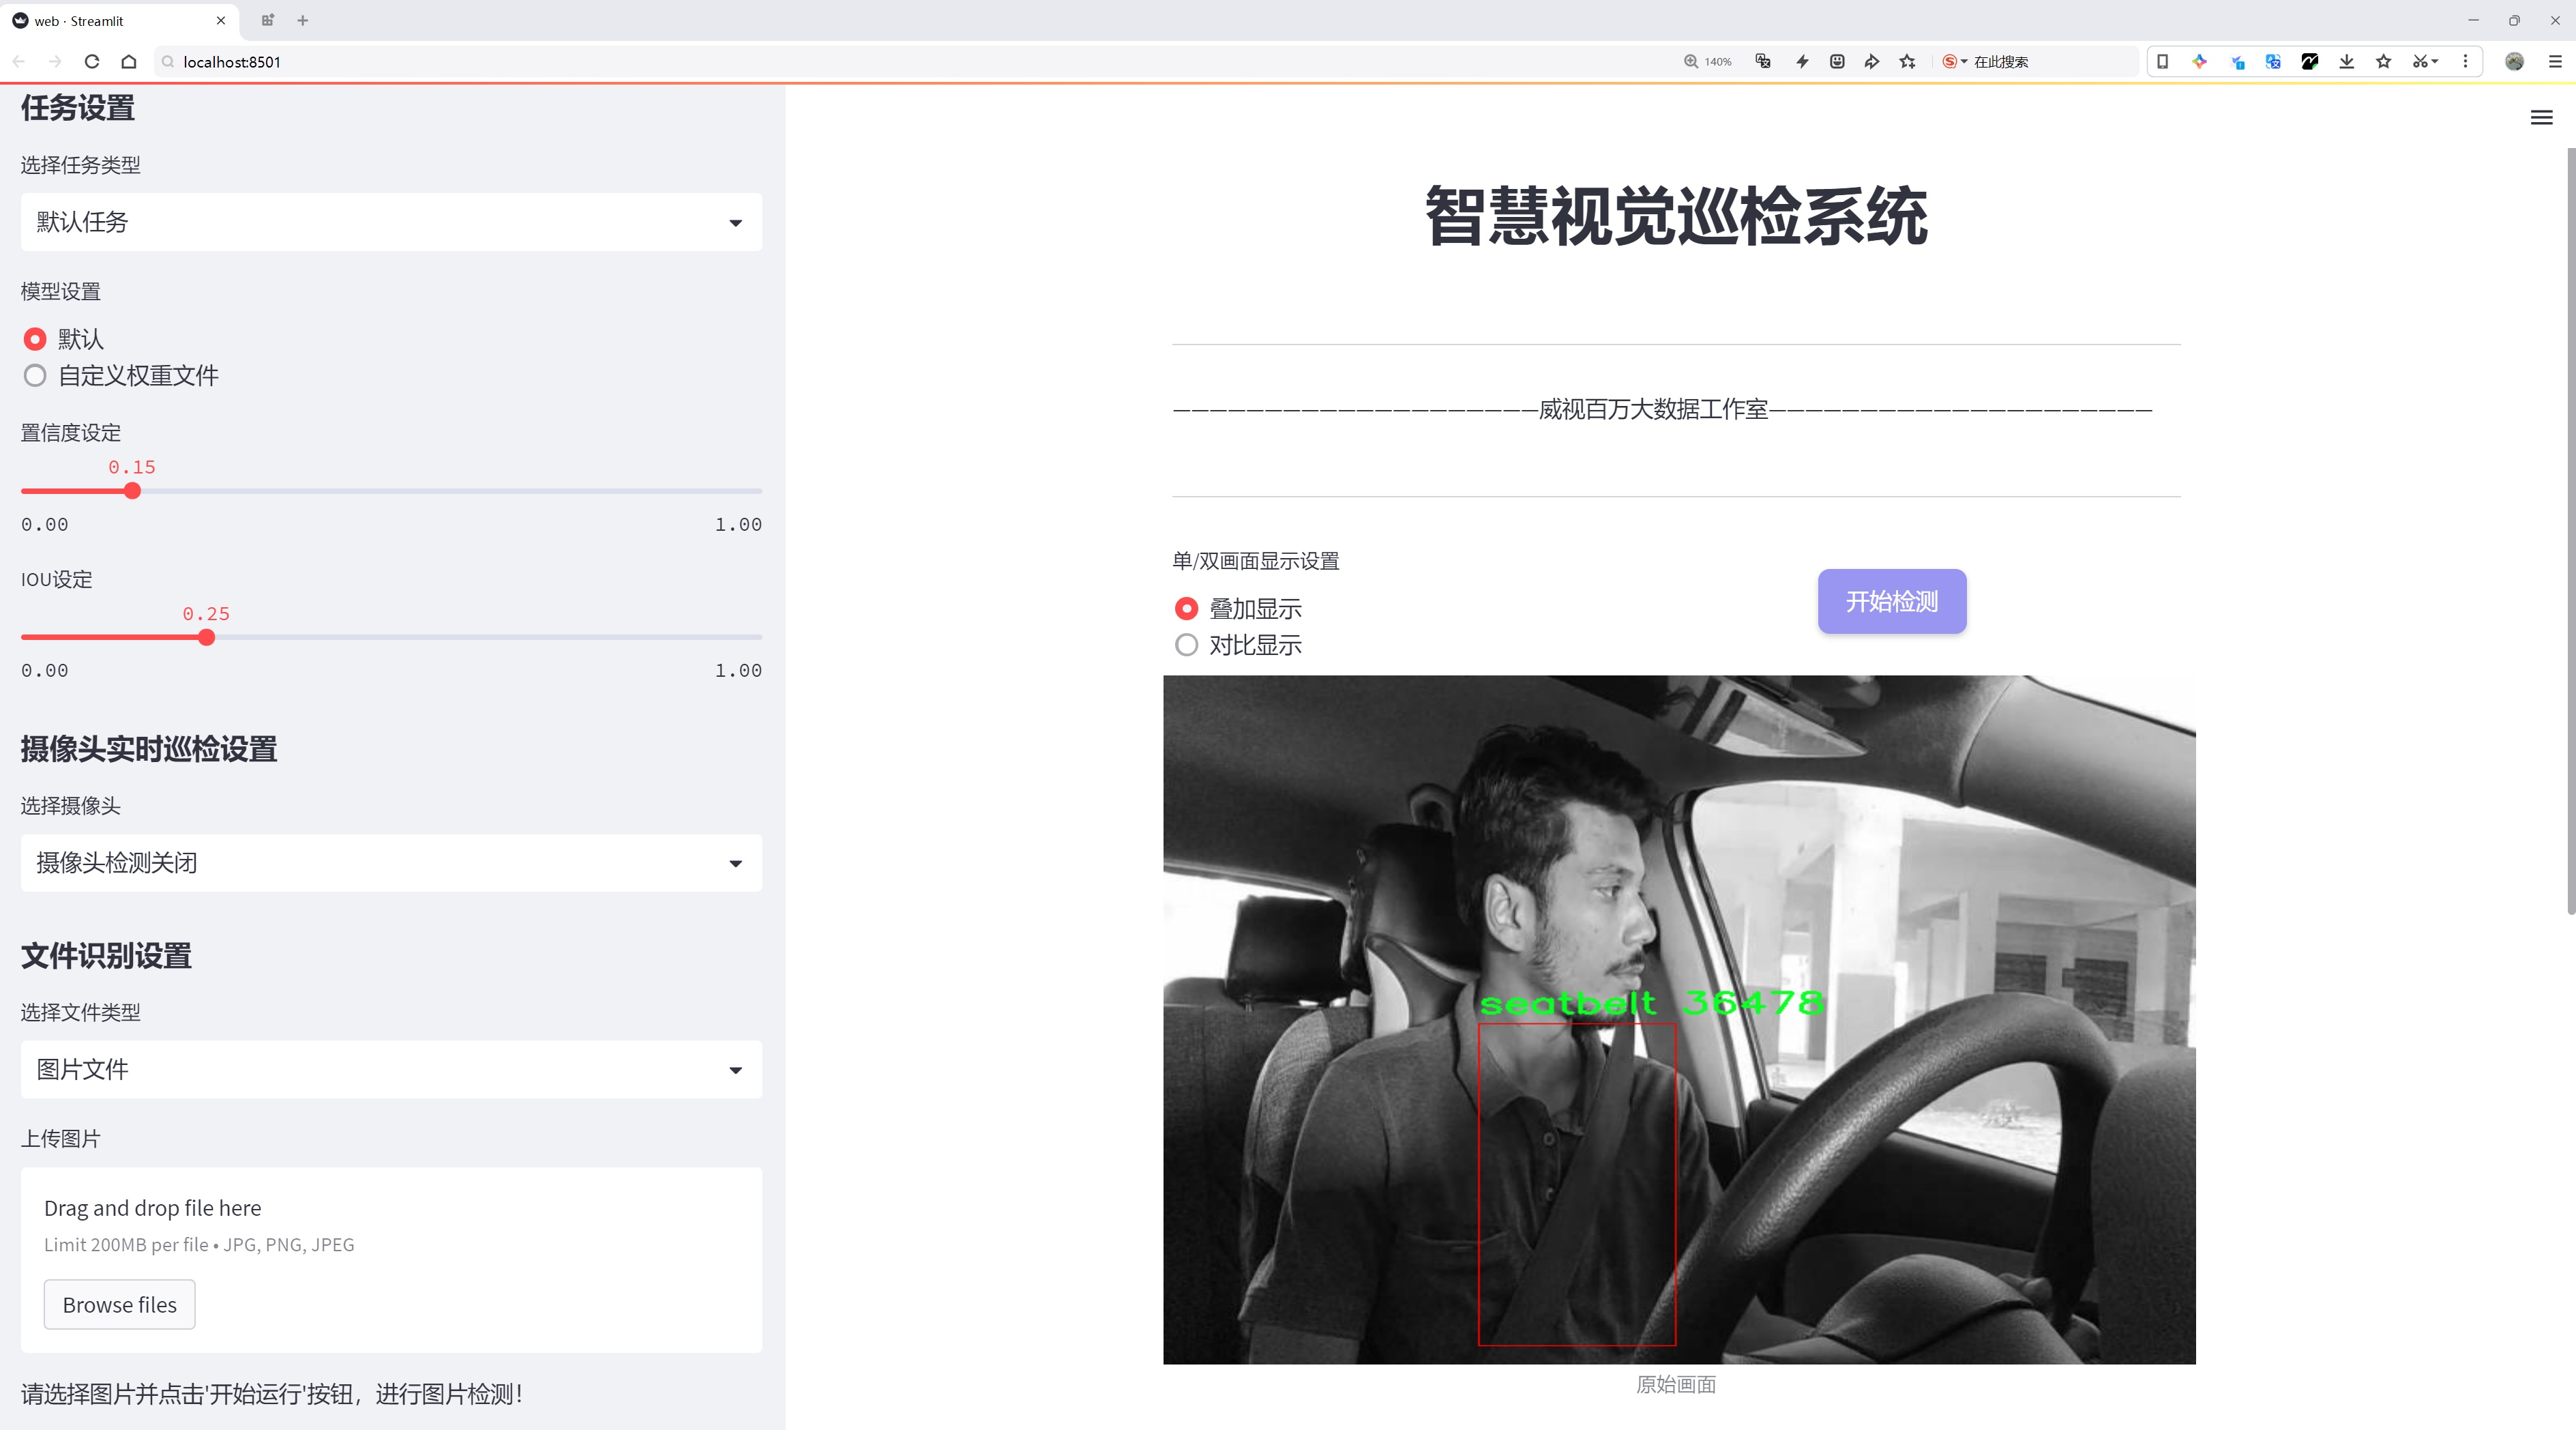 web · Streamlit
localhost:8501
140%
在此搜索
任务设置
选择任务类型
默认任务
模型设置
默认
自定义权重文件
置信度设定
0.15
0.00 1.00
IOU设定
0.25
0.00 1.00
摄像头实时巡检设置
选择摄像头
摄像头检测关闭
文件识别设置
选择文件类型
图片文件
上传图片
Drag and drop file here
Limit 200MB per file • JPG, PNG, JPEG
Browse files
请选择图片并点击'开始运行'按钮，进行图片检测！
智慧视觉巡检系统
————————————————————威视百万大数据工作室—————————————————————
单/双画面显示设置
叠加显示
对比显示
开始检测
seatbelt 36478
原始画面